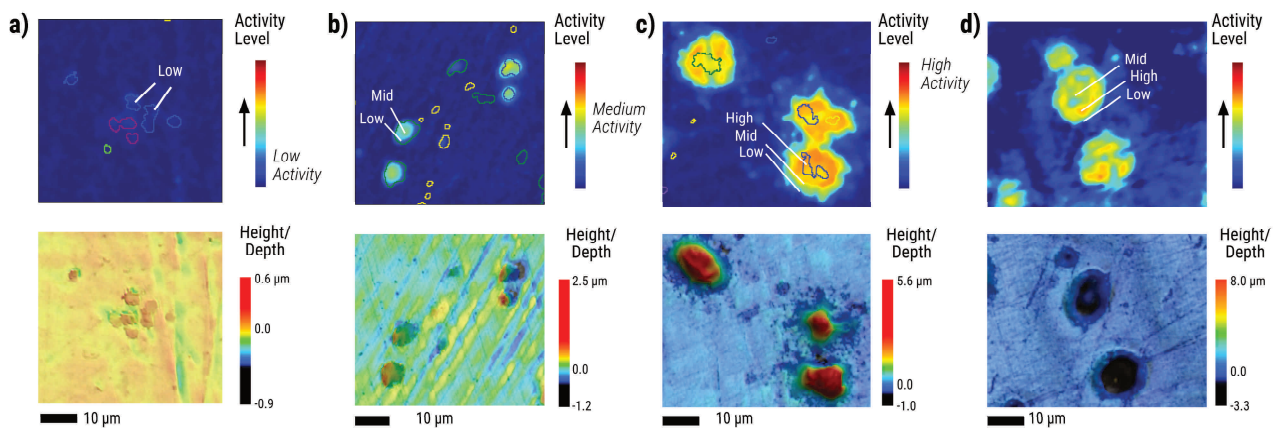 a)
Activity
Level
Low
Low
Activity
Height/
Depth
0.6 μm
0.0
-0.9
10 μm
b)
Activity
Level
Mid
Low
Medium
Activity
Height/
Depth
2.5 μm
0.0
-1.2
10 μm
c)
Activity
Level
High
Activity
High
Mid
Low
Height/
Depth
5.6 μm
0.0
-1.0
10 μm
d)
Activity
Level
Mid
High
Low
Height/
Depth
8.0 μm
0.0
-3.3
10 μm